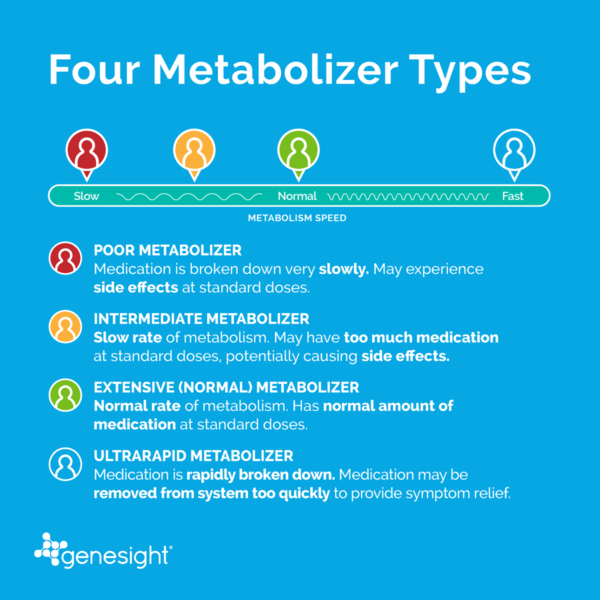 Four Metabolizer Types
Slow Normal Fast
METABOLISM SPEED
POOR METABOLIZER
Medication is broken down very slowly. May experience
side effects at standard doses.
INTERMEDIATE METABOLIZER
Slow rate of metabolism. May have too much medication
at standard doses, potentially causing side effects.
EXTENSIVE (NORMAL) METABOLIZER
Normal rate of metabolism. Has normal amount of
medication at standard doses.
ULTRARAPID METABOLIZER
Medication is rapidly broken down. Medication may be
removed from system too quickly to provide symptom relief.
genesight®